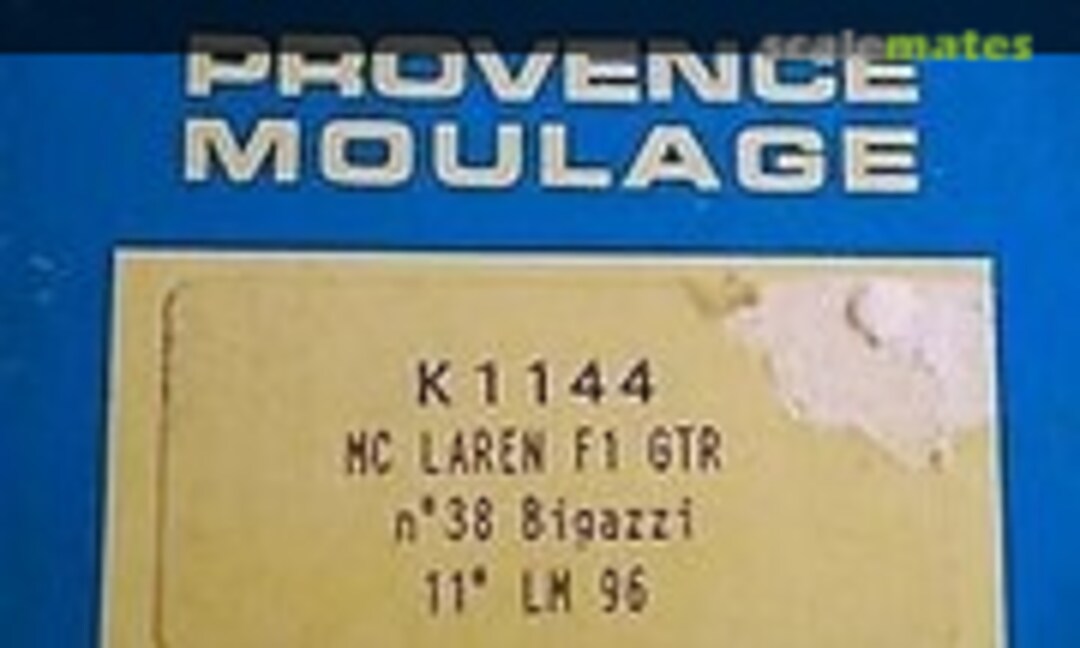 scalemates
PROVENCE
MOULAGE
K1144
MC LAREN F1 GTR
n°38 Bigazzi
11° LM 96